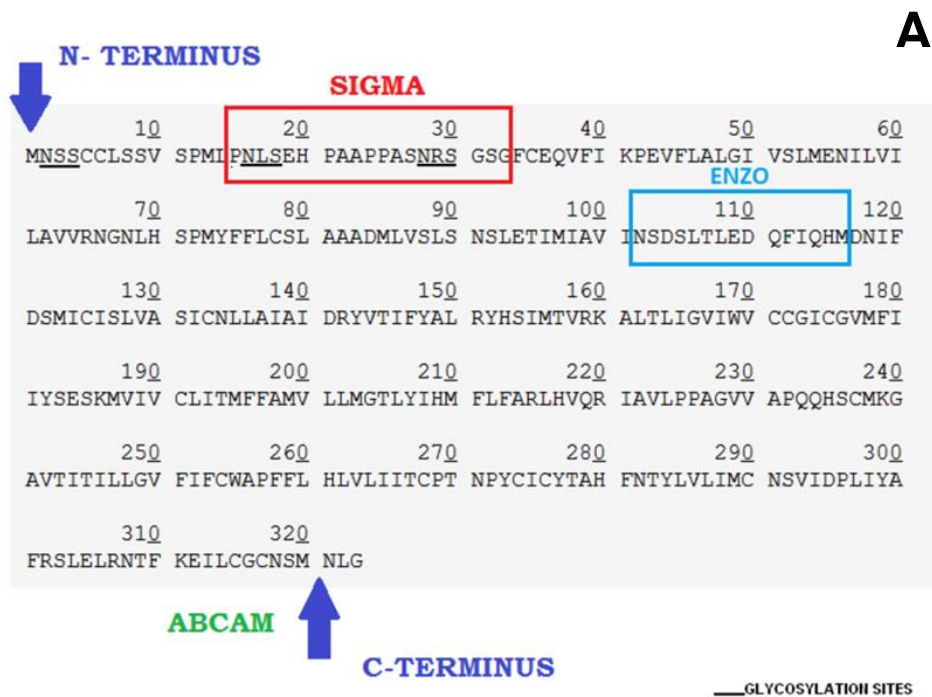 A
N- TERMINUS
SIGMA
10 20 30 40 50 60
MNSSCCLSSV SPMLPNLSEH PAAPPASNRS GSGFCEQVFI KPEVFLALGI VSLMENILVI
ENZO
70 80 90 100 110 120
LAVVRNGNLH SPMYFFLCSL AAADMLVSLS NSLETIMIAV INSDSLTLED QFIQHMDNIF
130 140 150 160 170 180
DSMICISLVA SICNLLAIAI DRYVTIFYAL RYHSIMTVRK ALTLIGVIWV CCGICGVMFI
190 200 210 220 230 240
IYSESKMVIV CLITMFFAMV LLMGTLYIHM FLFARLHVQR IAVLPPAGVV APQQHSCMKG
250 260 270 280 290 300
AVTITILLGV FIFCWAPFFL HLVLIITCPT NPYCICYTAH FNTYLVLIMC NSVIDPLIYA
310 320
FRSLELRNTF KEILCGCNSM NLG
ABCAM
C-TERMINUS
GLYCOSYLATION SITES